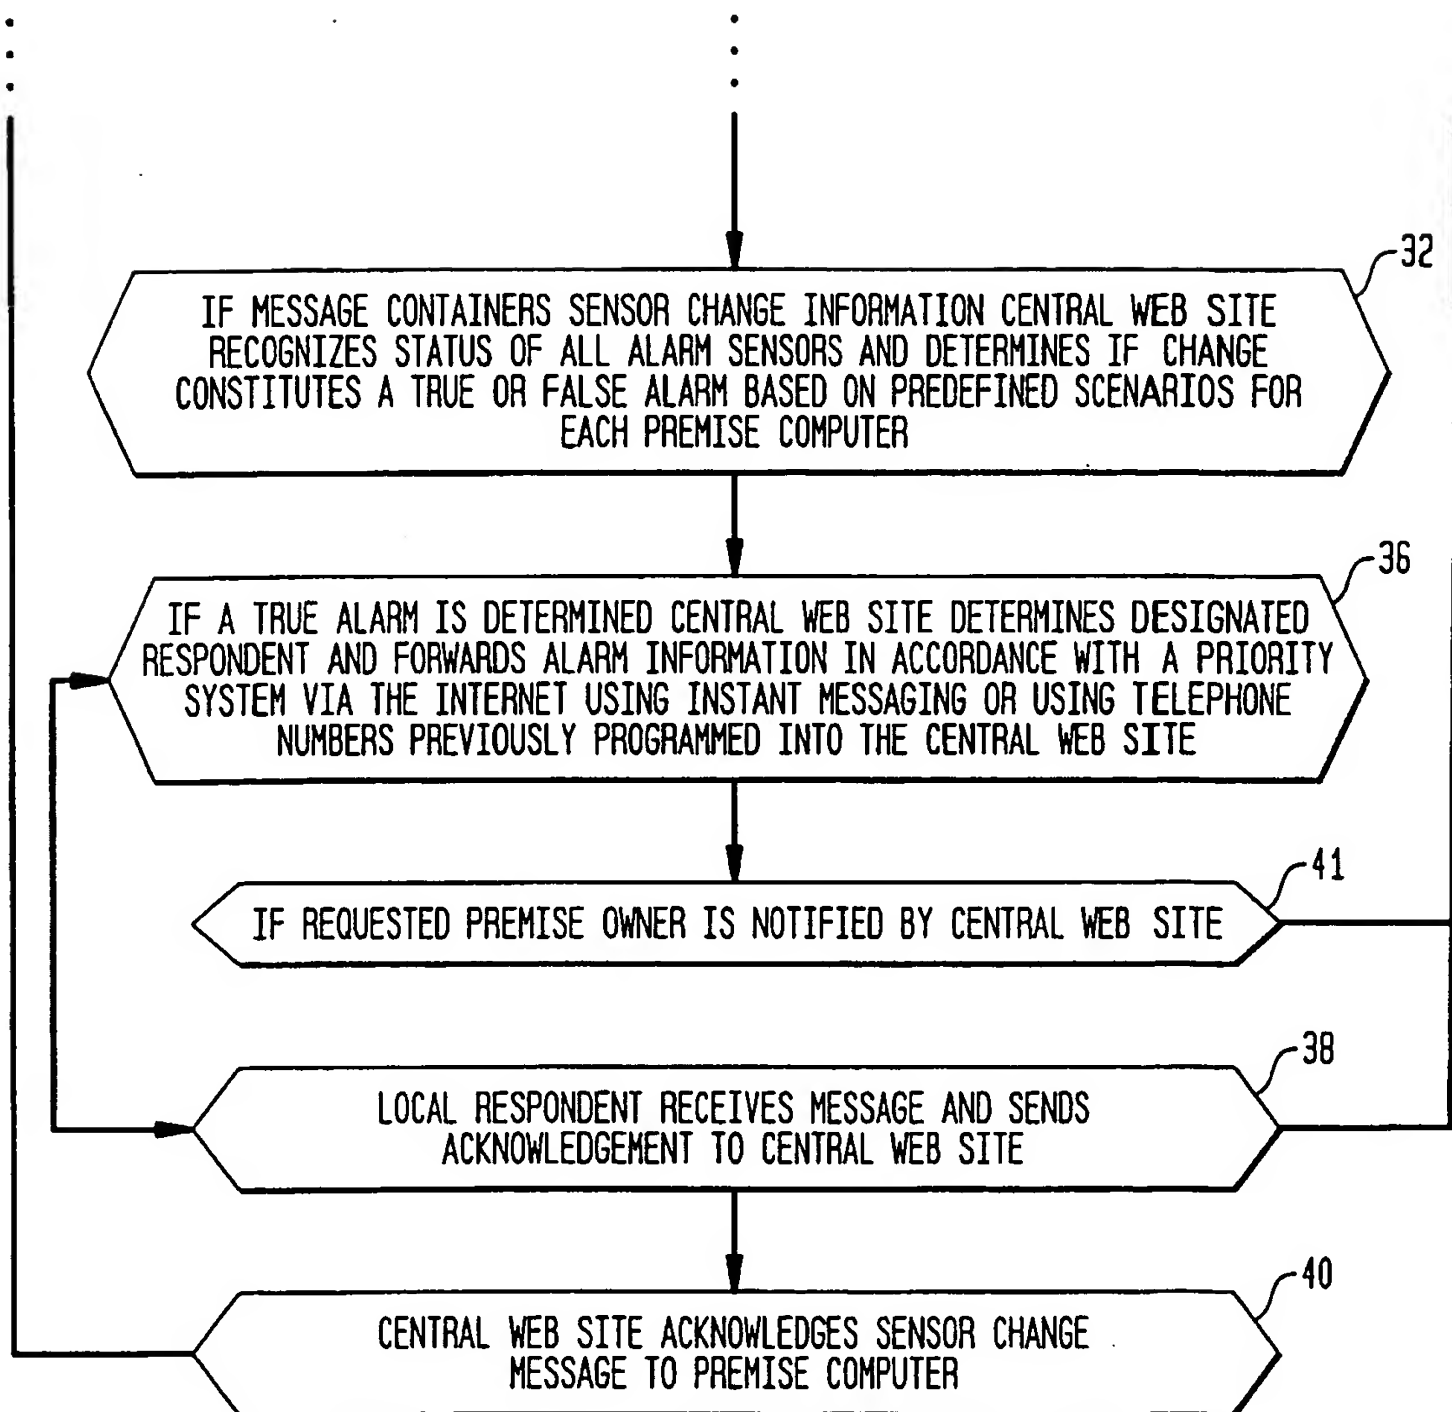 32
IF MESSAGE CONTAINERS SENSOR CHANGE INFORMATION CENTRAL WEB SITE
RECOGNIZES STATUS OF ALL ALARM SENSORS AND DETERMINES IF CHANGE
CONSTITUTES A TRUE OR FALSE ALARM BASED ON PREDEFINED SCENARIOS FOR
EACH PREMISE COMPUTER
36
IF A TRUE ALARM IS DETERMINED CENTRAL WEB SITE DETERMINES DESIGNATED
RESPONDENT AND FORWARDS ALARM INFORMATION IN ACCORDANCE WITH A PRIORITY
SYSTEM VIA THE INTERNET USING INSTANT MESSAGING OR USING TELEPHONE
NUMBERS PREVIOUSLY PROGRAMMED INTO THE CENTRAL WEB SITE
41
IF REQUESTED PREMISE OWNER IS NOTIFIED BY CENTRAL WEB SITE
38
LOCAL RESPONDENT RECEIVES MESSAGE AND SENDS
ACKNOWLEDGEMENT TO CENTRAL WEB SITE
40
CENTRAL WEB SITE ACKNOWLEDGES SENSOR CHANGE
MESSAGE TO PREMISE COMPUTER